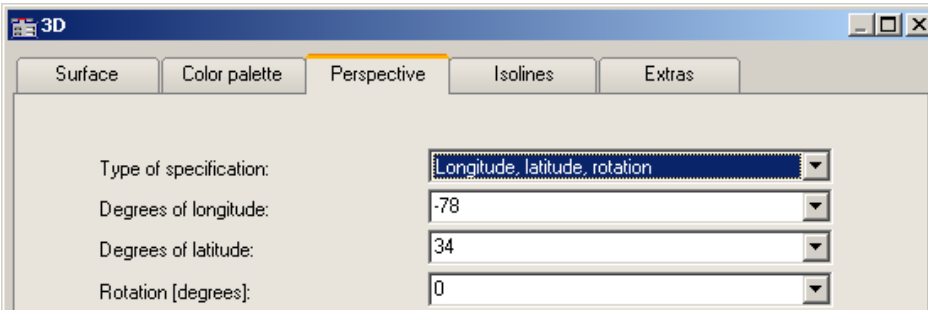 3D
Surface Color palette Perspective Isolines Extras
Type of specification: Longitude, latitude, rotation
Degrees of longitude: -78
Degrees of latitude: 34
Rotation [degrees]: 0